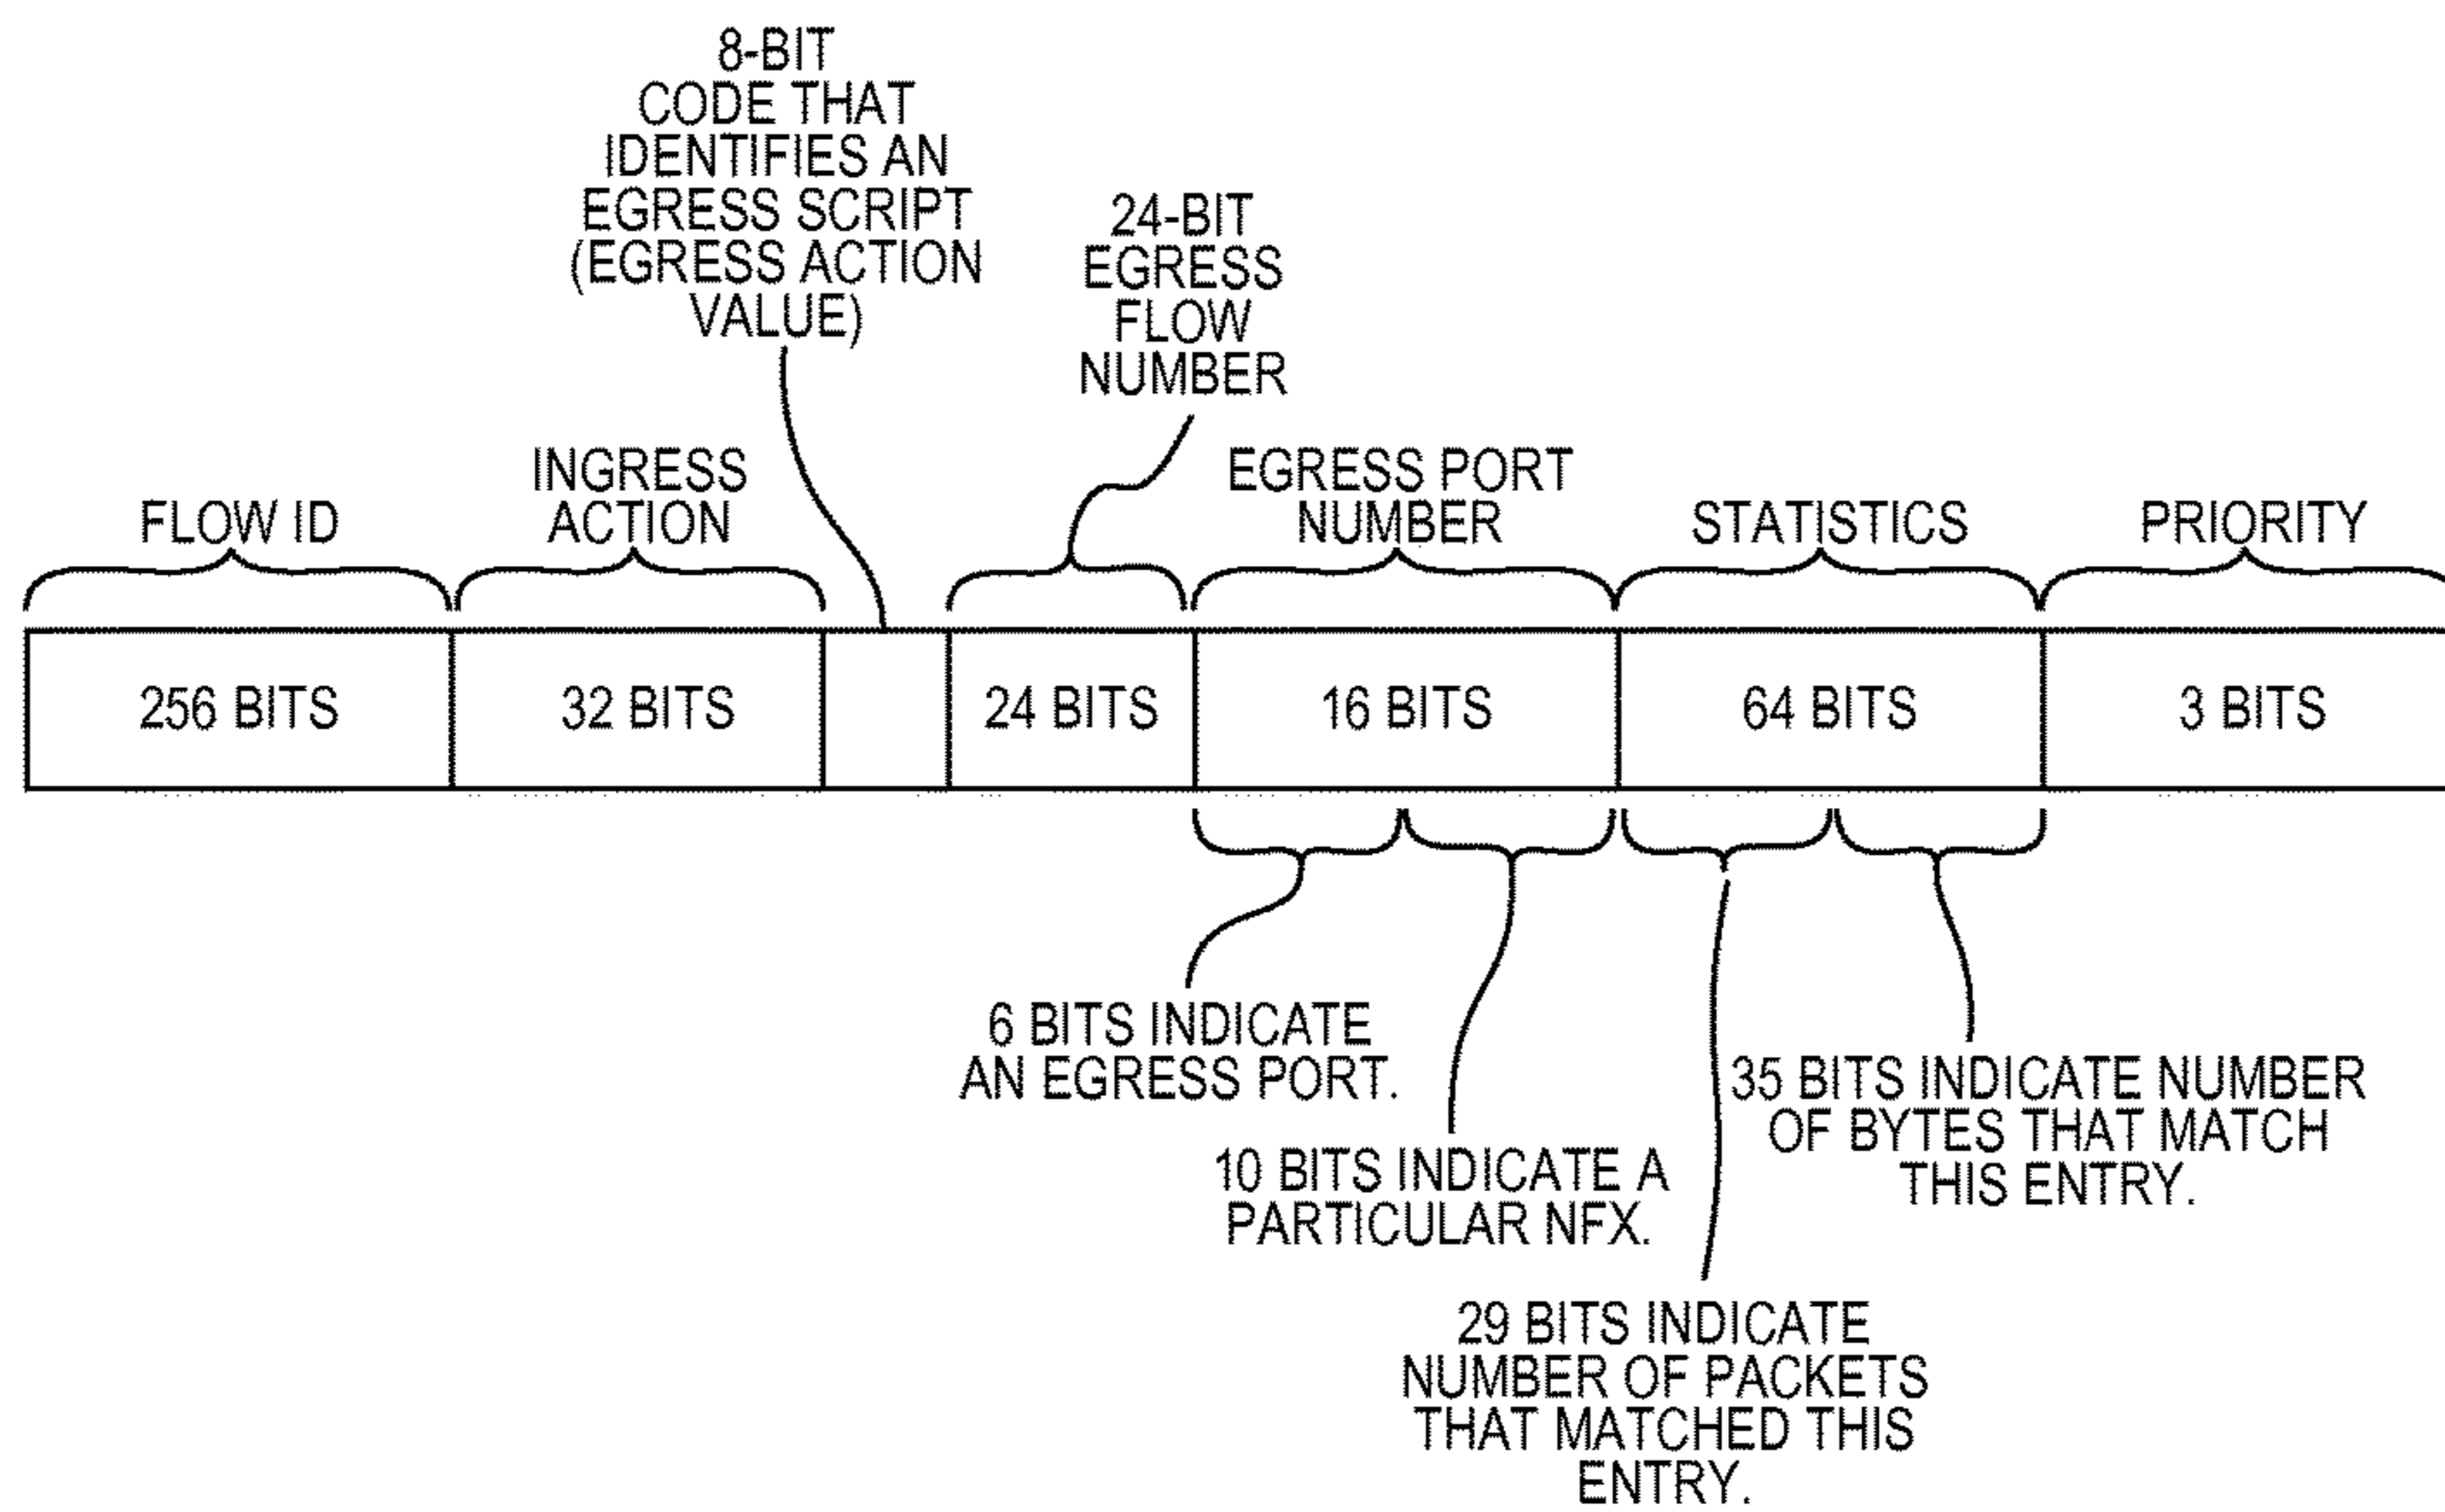 8-BIT
CODE THAT
IDENTIFIES AN
EGRESS SCRIPT
(EGRESS ACTION
VALUE)
24-BIT
EGRESS
FLOW
NUMBER
FLOW ID
INGRESS
ACTION
EGRESS PORT
NUMBER
STATISTICS
PRIORITY
256 BITS
32 BITS
24 BITS
16 BITS
64 BITS
3 BITS
6 BITS INDICATE
AN EGRESS PORT.
10 BITS INDICATE A
PARTICULAR NFX.
29 BITS INDICATE
NUMBER OF PACKETS
THAT MATCHED THIS
ENTRY.
35 BITS INDICATE NUMBER
OF BYTES THAT MATCH
THIS ENTRY.